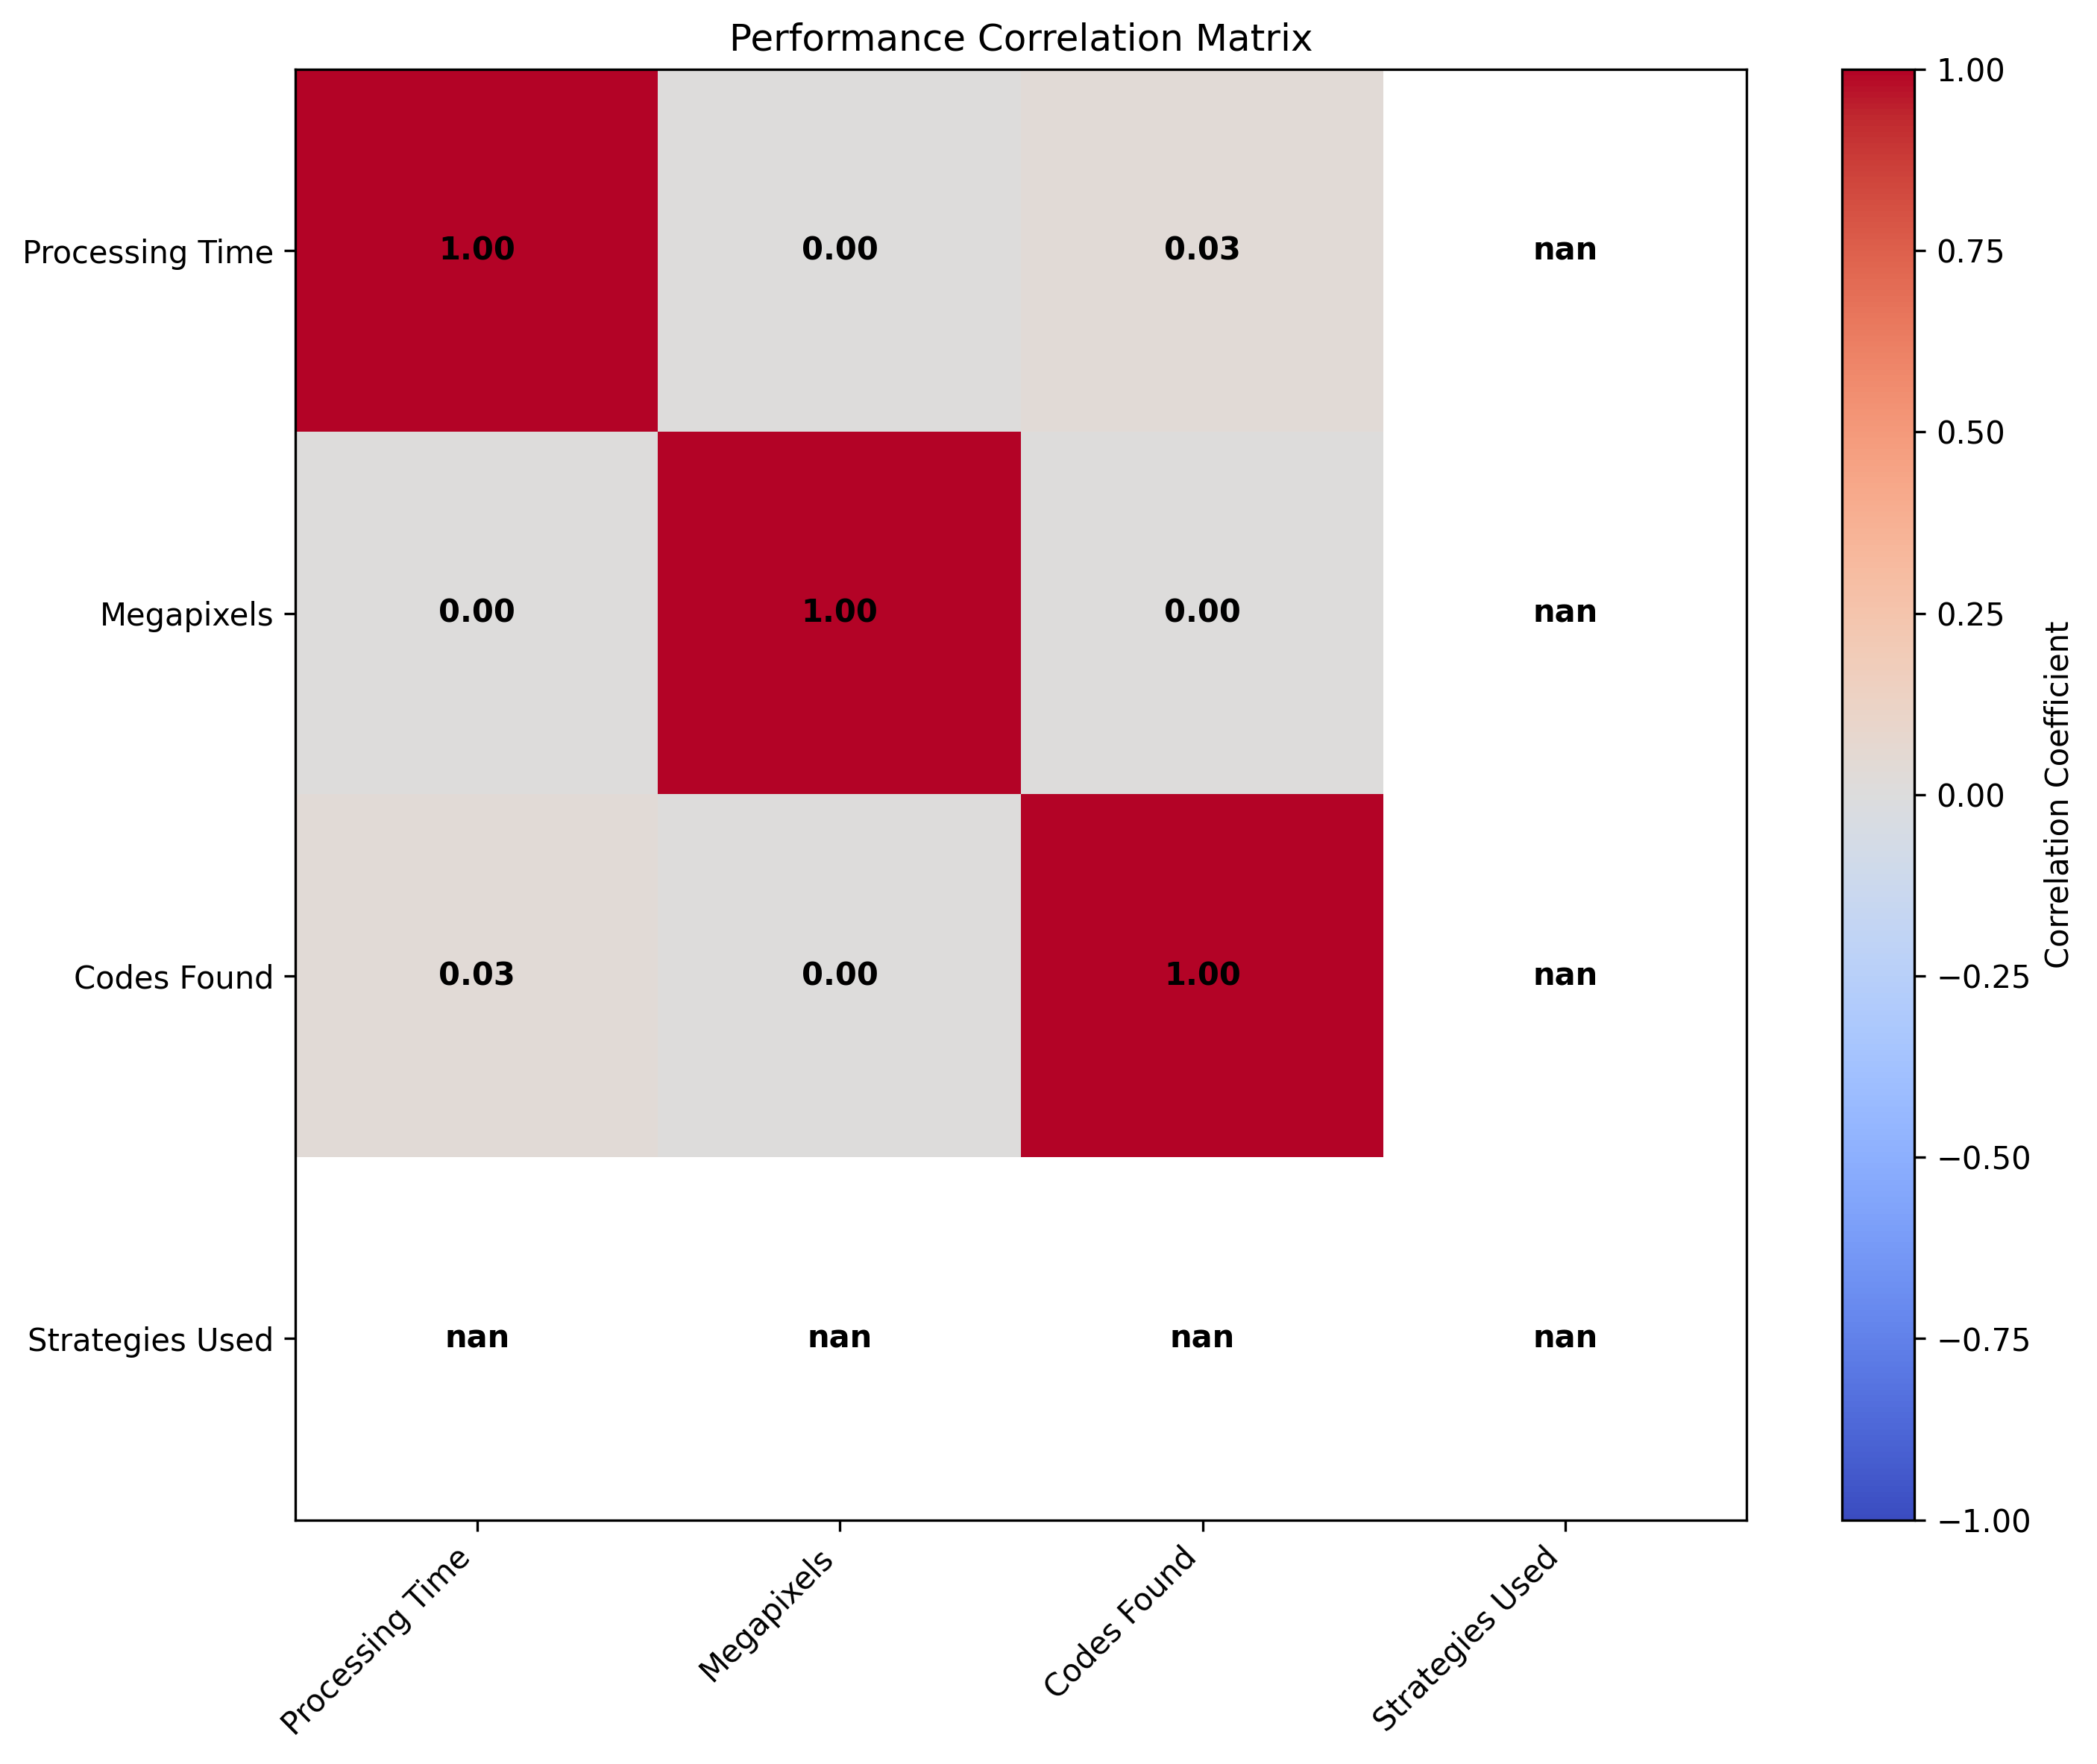 Performance Correlation Matrix
Processing Time 1.00 0.00 0.03 nan
Megapixels 0.00 1.00 0.00 nan
Codes Found 0.03 0.00 1.00 nan
Strategies Used nan nan nan nan
Processing Time
Megapixels
Codes Found
Strategies Used
1.00
0.75
0.50
0.25
0.00
−0.25
−0.50
−0.75
−1.00
Correlation Coefficient